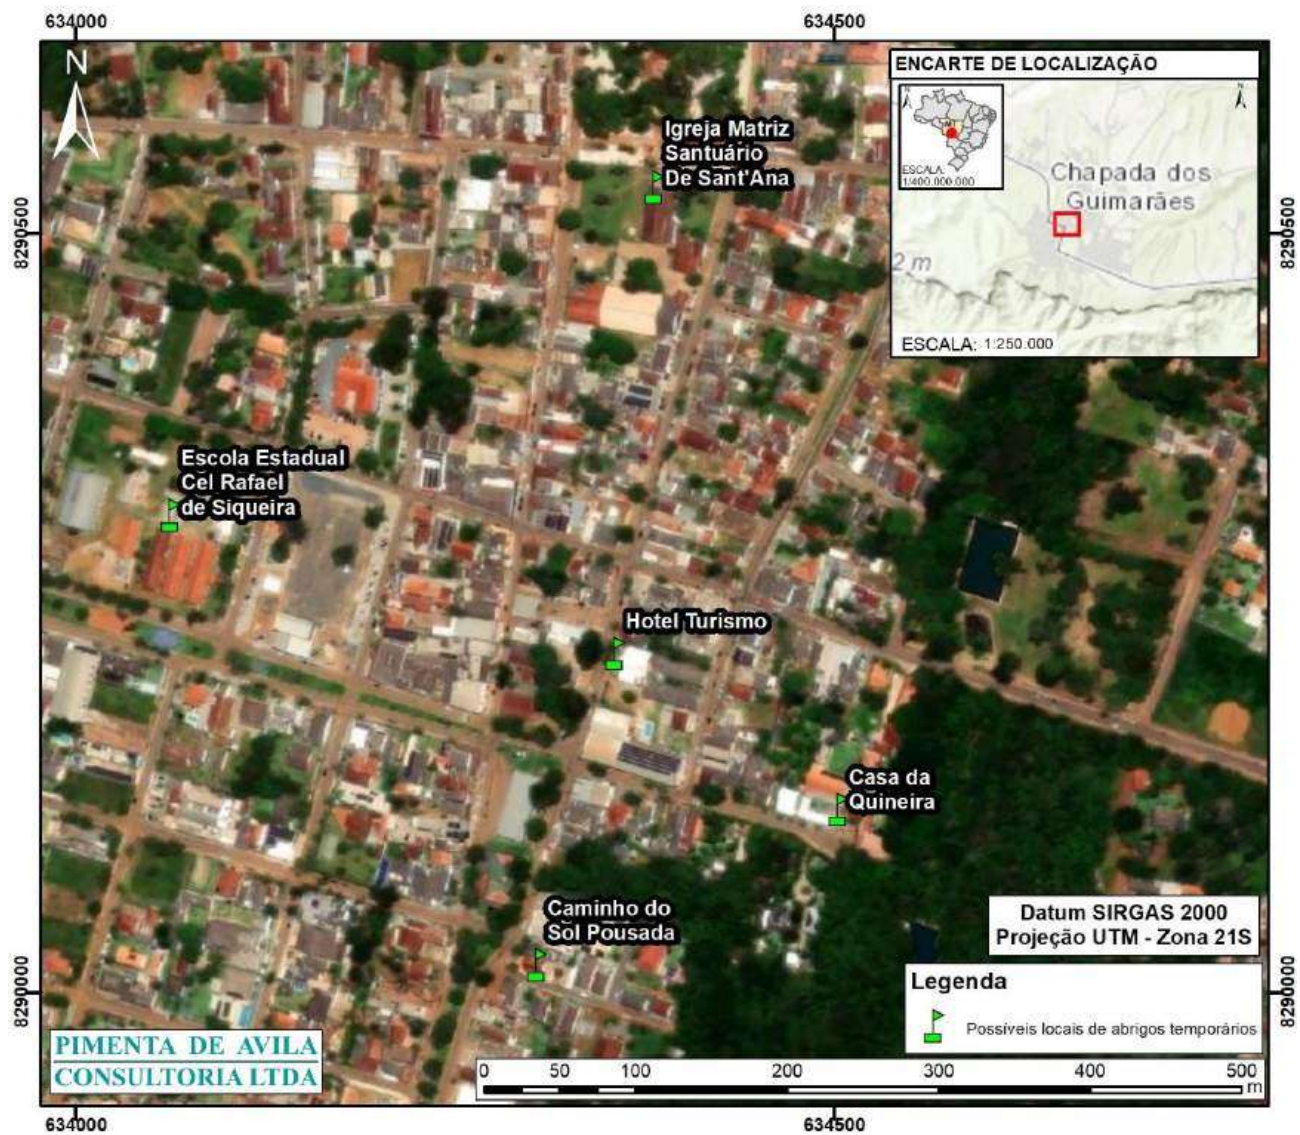 634000
634500
N
ENCARTE DE LOCALIZAÇÃO
ESCALA:
1:400.000.000
Chapada dos
Guimarães
2 m
ESCALA: 1:250.000
8290500
8290500
Igreja Matriz
Santuário
De Sant'Ana
Escola Estadual
Cel Rafael
de Siqueira
Hotel Turismo
Casa da
Quineira
Caminho do
Sol Pousada
Datum SIRGAS 2000
Projeção UTM - Zona 21S
Legenda
Possíveis locais de abrigos temporários
8290000
8290000
PIMENTA DE AVILA
CONSULTORIA LTDA
0 50 100 200 300 400 500
m
634000
634500